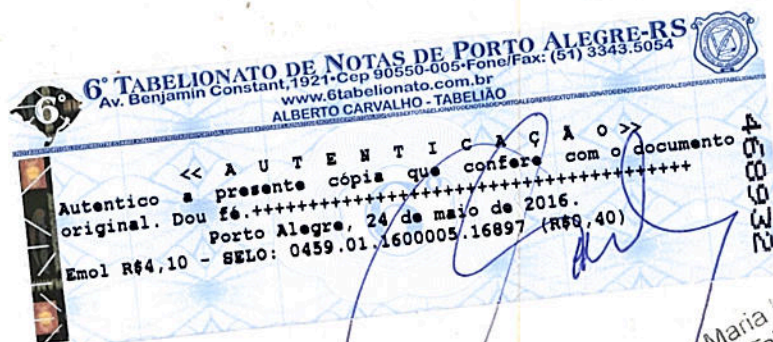 6º TABELIONATO DE NOTAS DE PORTO ALEGRE-RS
6º
Av. Benjamin Constant,1921•Cep 90550-005•Fone/Fax: (51) 3343.5054
www.6tabelionato.com.br
ALBERTO CARVALHO - TABELIÃO
<< A U T E N T I C A Ç A O >>
Autentico a presente cópia que confere com o documento
original. Dou fé.++++++++++++++++++++++++++++++++++++++
Porto Alegre, 24 de maio de 2016.
Emol R$4,10 - SELO: 0459.01.1600005.16897 (R$0,40)
468932
Maria